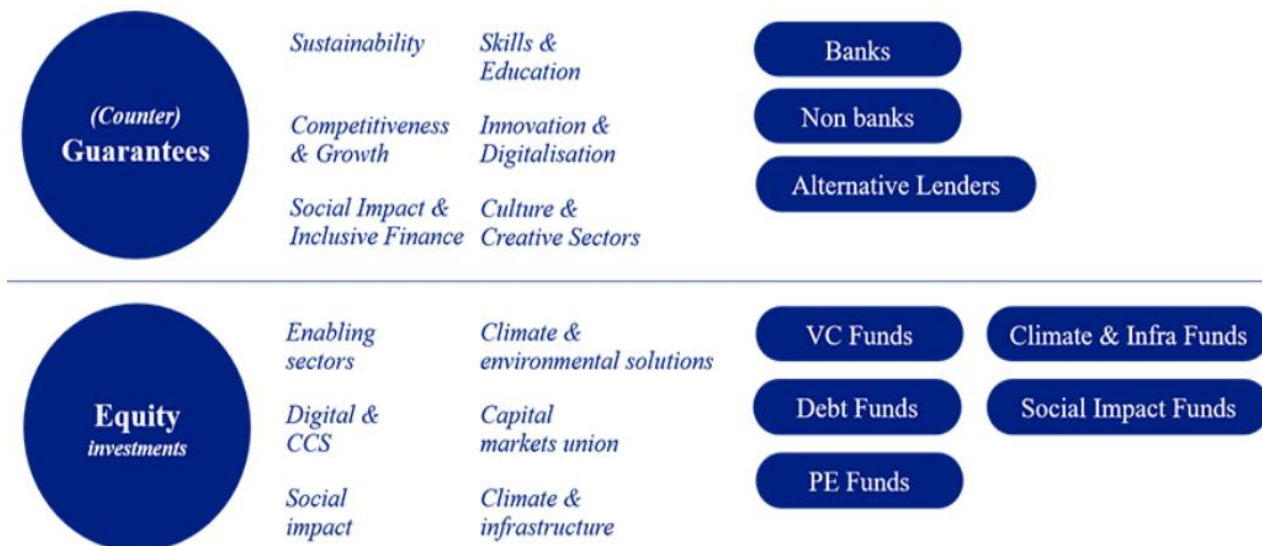 (Counter)
Guarantees
Sustainability
Skills &
Education
Competitiveness
& Growth
Innovation &
Digitalisation
Social Impact &
Inclusive Finance
Culture &
Creative Sectors
Banks
Non banks
Alternative Lenders
Equity
investments
Enabling
sectors
Climate &
environmental solutions
Digital &
CCS
Capital
markets union
Social
impact
Climate &
infrastructure
VC Funds
Climate & Infra Funds
Debt Funds
Social Impact Funds
PE Funds